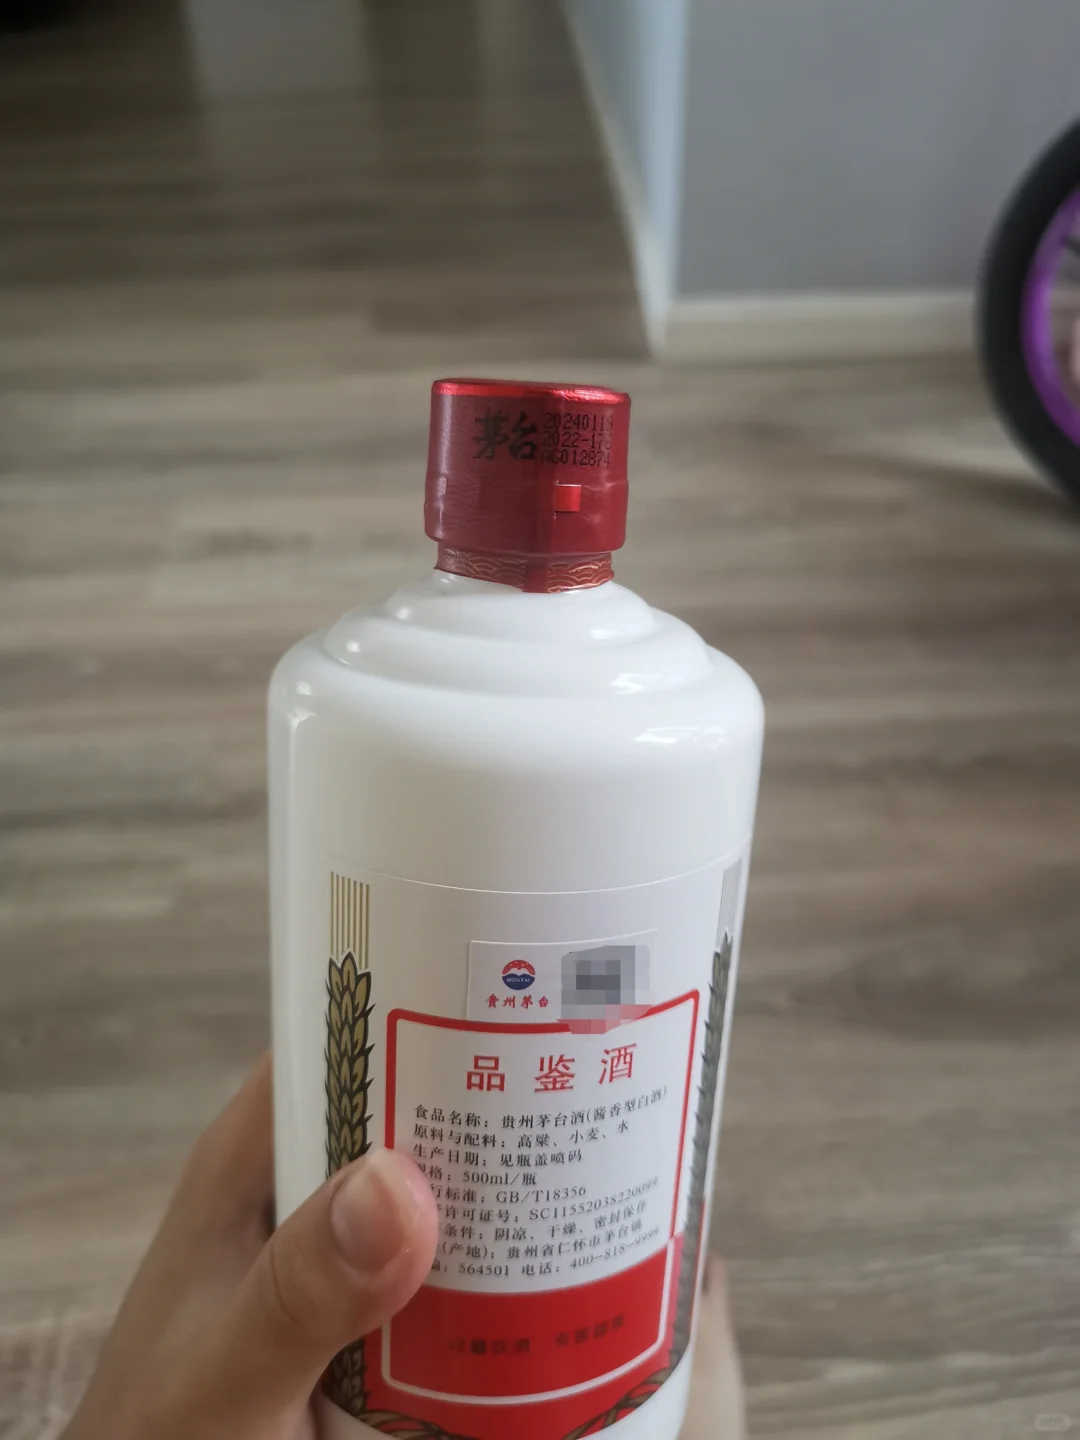 茅台
20240119
2022-178
AG012874
MOUTAI
贵州茅台
品鉴酒
食品名称：贵州茅台酒(酱香型白酒)
原料与配料：高粱、小麦、水
生产日期：见瓶盖喷码
格：500ml/瓶
行标准：GB/T18356
许可证号：SC11552038220099
条件：阴凉、干燥、密封保存
(产地)：贵州省仁怀市茅台镇
：564501 电话：400-818-9999